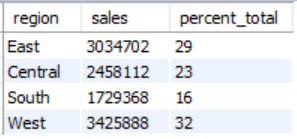 region sales percent_total
East 3034702 29
Central 2458112 23
South 1729368 16
West 3425888 32